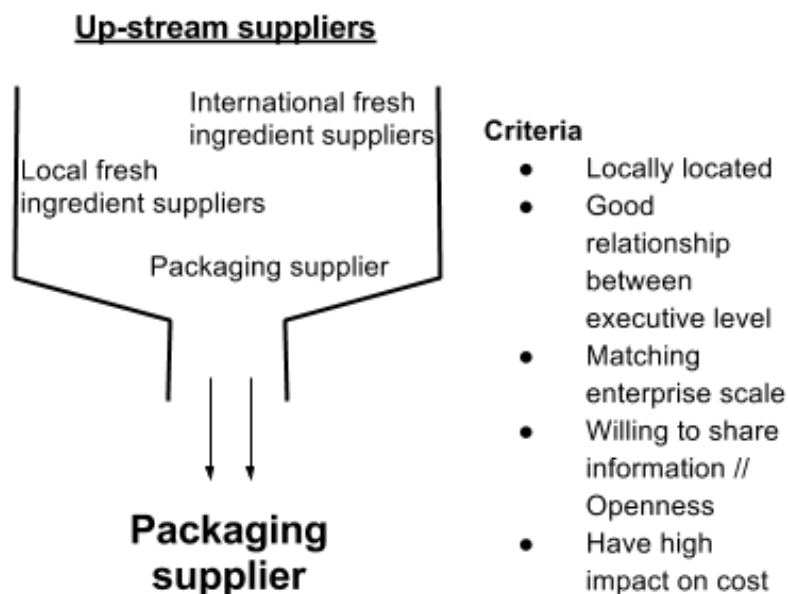 Up-stream suppliers
International fresh
ingredient suppliers
Local fresh
ingredient suppliers
Packaging supplier
Packaging
supplier
Criteria
● Locally located
● Good
relationship
between
executive level
● Matching
enterprise scale
● Willing to share
information //
Openness
● Have high
impact on cost